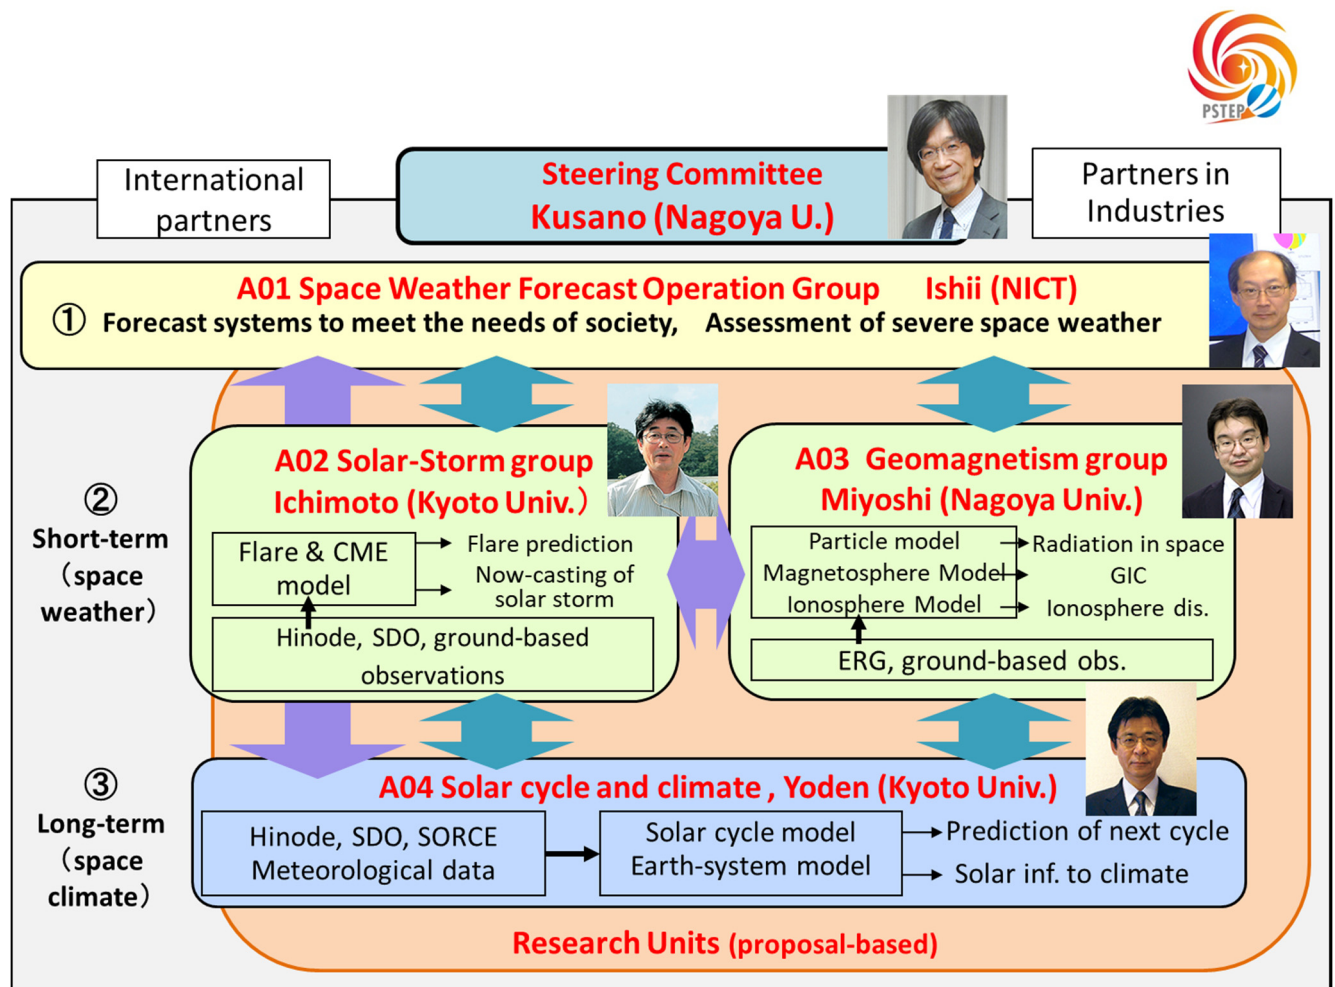 PSTEP
International
partners
Steering Committee
Kusano (Nagoya U.)
Partners in
Industries
A01 Space Weather Forecast Operation Group Ishii (NICT)
① Forecast systems to meet the needs of society, Assessment of severe space weather
②
Short-term
（space
weather）
A02 Solar-Storm group
Ichimoto (Kyoto Univ.）
Flare & CME
model
Flare prediction
Now-casting of
solar storm
Hinode, SDO, ground-based
observations
A03 Geomagnetism group
Miyoshi (Nagoya Univ.)
Particle model
Magnetosphere Model
Ionosphere Model
Radiation in space
GIC
Ionosphere dis.
ERG, ground-based obs.
③
Long-term
（space
climate）
A04 Solar cycle and climate , Yoden (Kyoto Univ.)
Hinode, SDO, SORCE
Meteorological data
Solar cycle model
Earth-system model
Prediction of next cycle
Solar inf. to climate
Research Units (proposal-based)